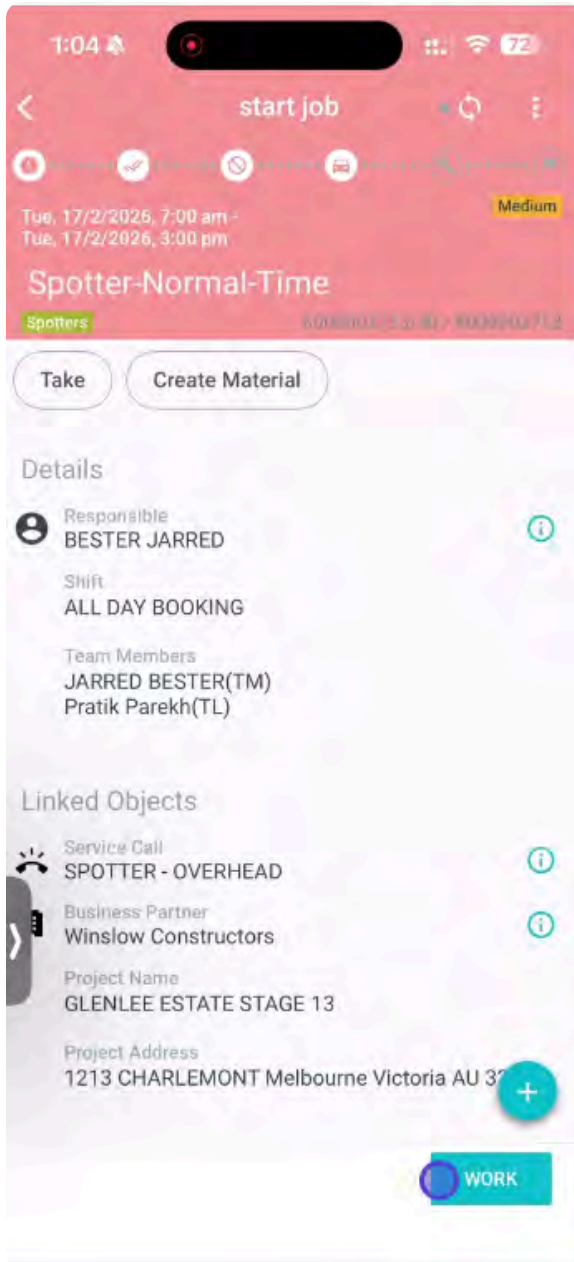 1:04
72
start job
Medium
Tue, 17/2/2026, 7:00 am -
Tue, 17/2/2026, 3:00 pm
Spotter-Normal-Time
Spotters
Take
Create Material
Details
Responsible
BESTER JARRED
Shift
ALL DAY BOOKING
Team Members
JARRED BESTER(TM)
Pratik Parekh(TL)
Linked Objects
Service Call
SPOTTER - OVERHEAD
Business Partner
Winslow Constructors
Project Name
GLENLEE ESTATE STAGE 13
Project Address
1213 CHARLEMONT Melbourne Victoria AU
WORK